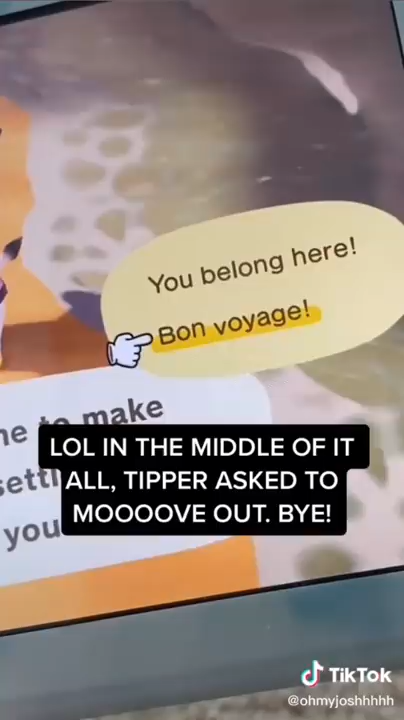 You belong here!
Bon voyage!
to make
LOL IN THE MIDDLE OF IT
ALL, TIPPER ASKED TO
MOOOOVE OUT. BYE!
you
TikTok
@ohmyjoshhhhh